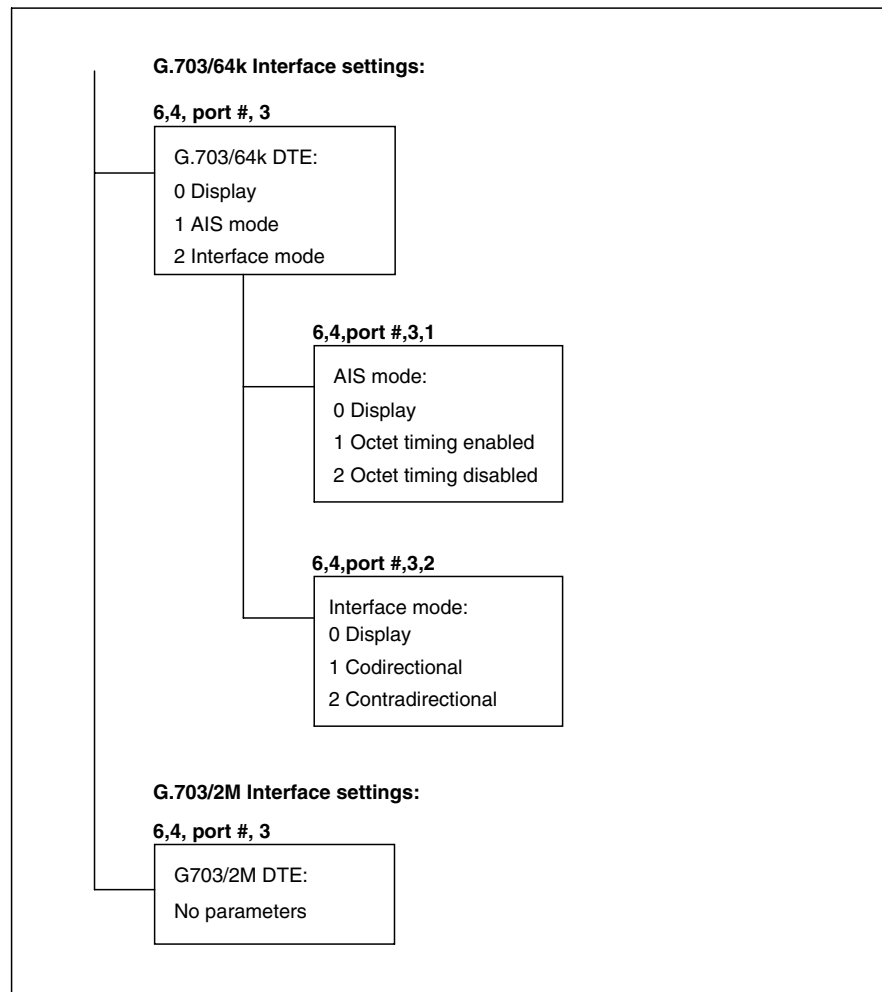 G.703/64k Interface settings:
6,4, port #, 3
G.703/64k DTE:
0 Display
1 AIS mode
2 Interface mode
6,4,port #,3,1
AIS mode:
0 Display
1 Octet timing enabled
2 Octet timing disabled
6,4,port #,3,2
Interface mode:
0 Display
1 Codirectional
2 Contradirectional
G.703/2M Interface settings:
6,4, port #, 3
G703/2M DTE:
No parameters